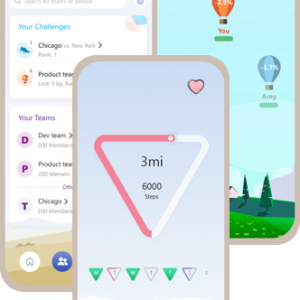 Search for teams or people
Your Challenges
Chicago vs. New York >
Rank: 1
Product team
Lost: 5 kg, Ran
Your Teams
D
Dev team >
200 Members
P
Product team
200 Memers
Oth
T
Chicago >
200 Members
3mi
6000
Steps
M
T
W
T
F
S
S
-2.8%
You
-1.7%
Amy